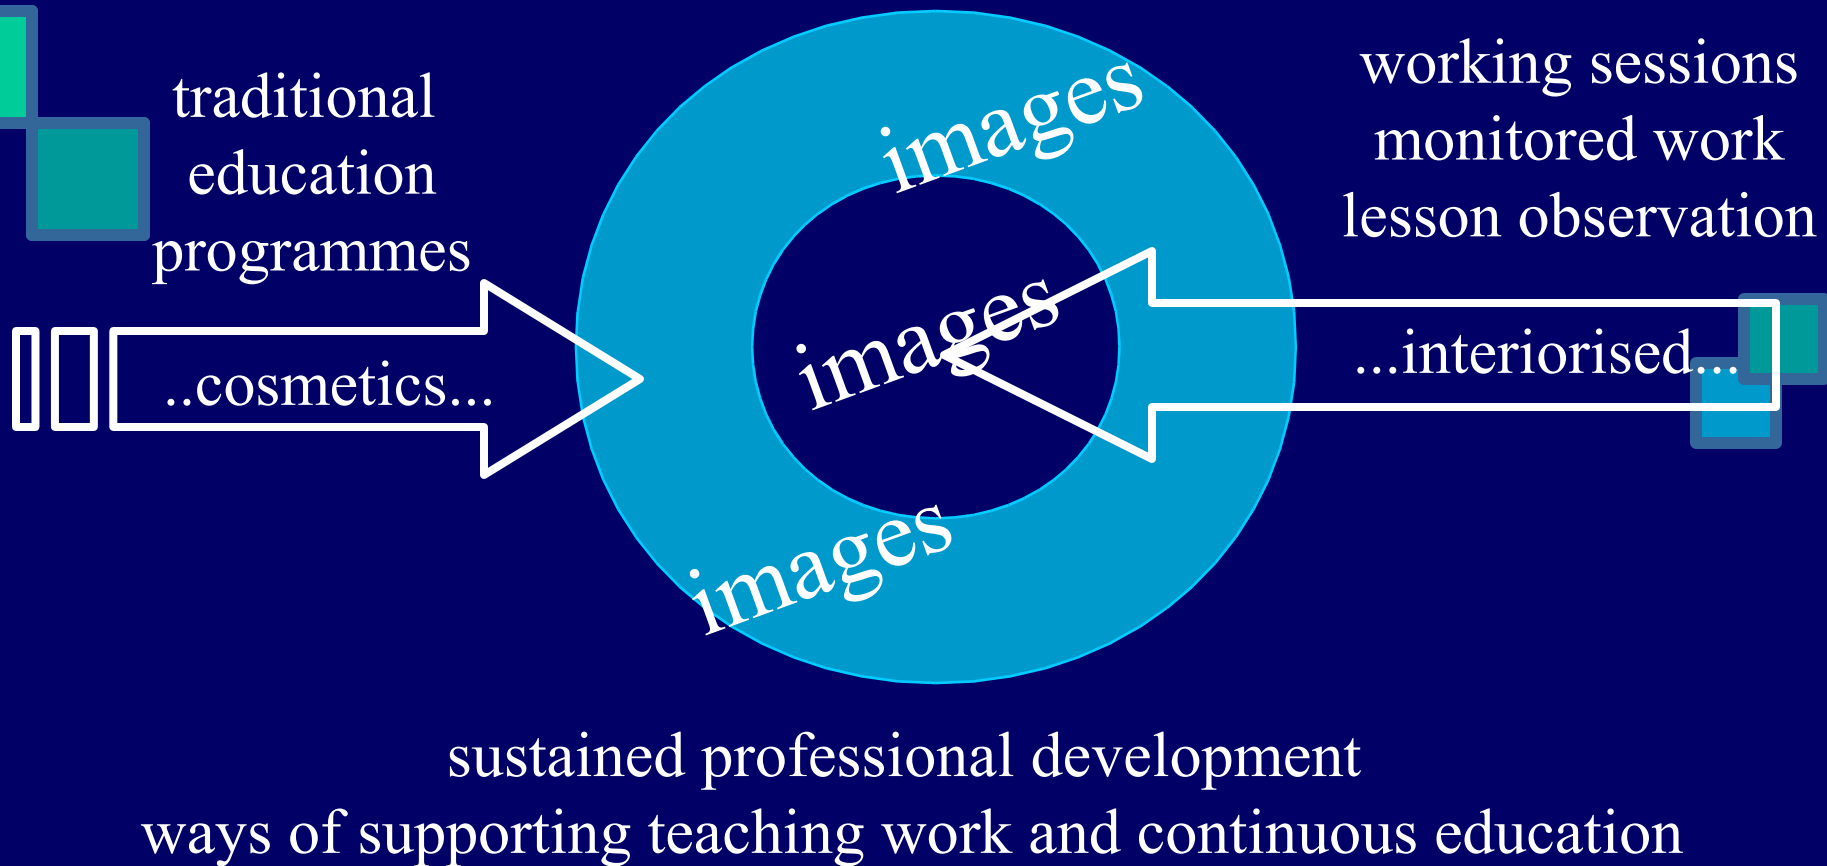 traditional
education
programmes
..cosmetics...
images
images
images
working sessions
monitored work
lesson observation
...interiorised...
sustained professional development
ways of supporting teaching work and continuous education